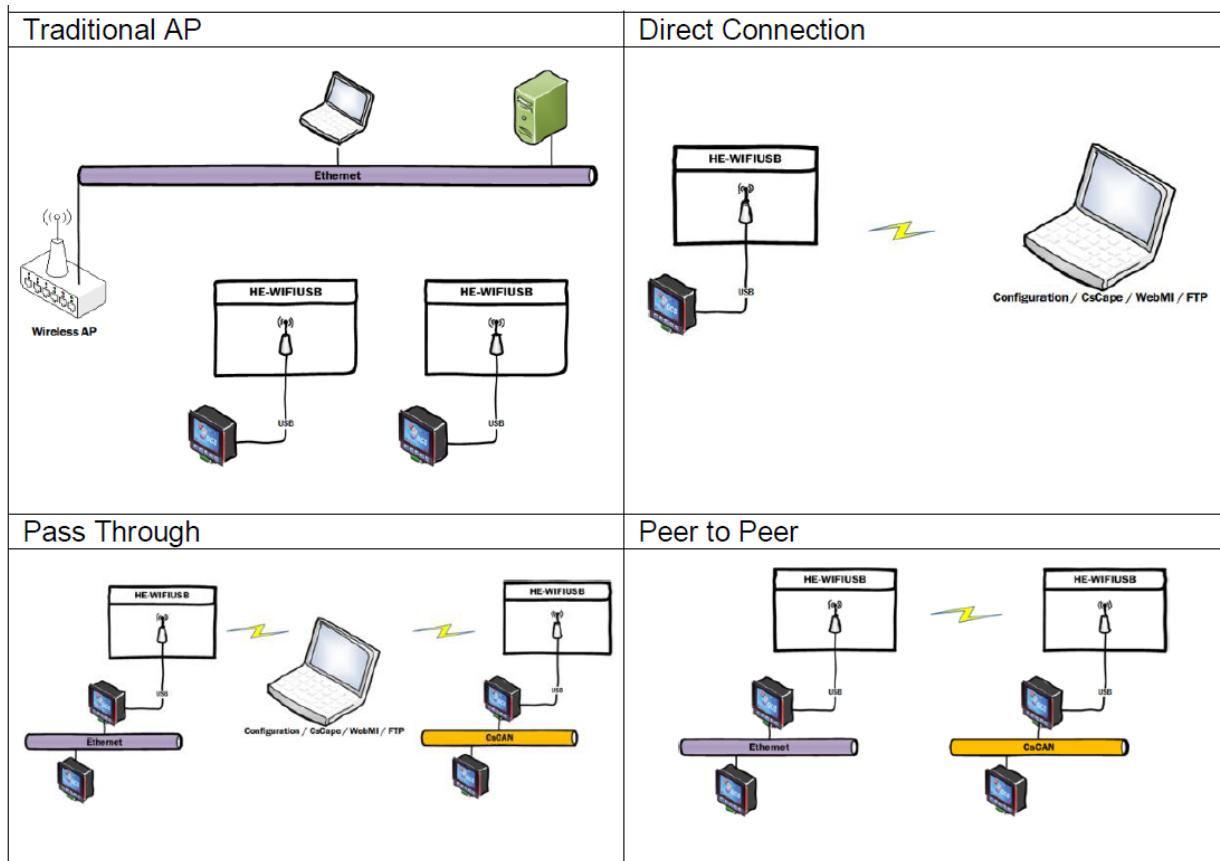 Traditional AP
Direct Connection
Ethernet
Wireless AP
HE-WIFIUSB
HE-WIFIUSB
USB
USB
HE-WIFIUSB
USB
Configuration / CsCape / WebMI / FTP
Pass Through
Peer to Peer
HE-WIFIUSB
HE-WIFIUSB
USB
USB
Configuration / CsCape / WebMI / FTP
Ethernet
CsCAN
HE-WIFIUSB
HE-WIFIUSB
USB
USB
Ethernet
CsCAN